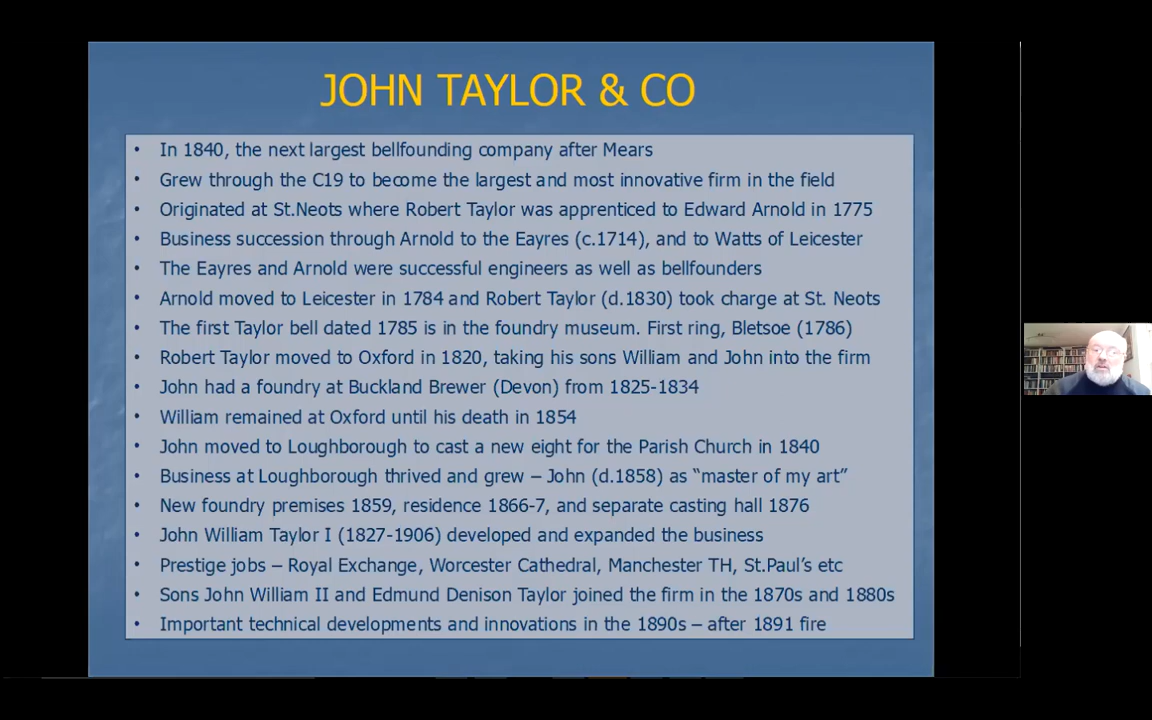 JOHN TAYLOR & CO
• In 1840, the next largest bellfounding company after Mears
• Grew through the C19 to become the largest and most innovative firm in the field
• Originated at St.Neots where Robert Taylor was apprenticed to Edward Arnold in 1775
• Business succession through Arnold to the Eayres (c.1714), and to Watts of Leicester
• The Eayres and Arnold were successful engineers as well as bellfounders
• Arnold moved to Leicester in 1784 and Robert Taylor (d.1830) took charge at St. Neots
• The first Taylor bell dated 1785 is in the foundry museum. First ring, Bletsoe (1786)
• Robert Taylor moved to Oxford in 1820, taking his sons William and John into the firm
• John had a foundry at Buckland Brewer (Devon) from 1825-1834
• William remained at Oxford until his death in 1854
• John moved to Loughborough to cast a new eight for the Parish Church in 1840
• Business at Loughborough thrived and grew – John (d.1858) as “master of my art”
• New foundry premises 1859, residence 1866-7, and separate casting hall 1876
• John William Taylor I (1827-1906) developed and expanded the business
• Prestige jobs – Royal Exchange, Worcester Cathedral, Manchester TH, St.Paul’s etc
• Sons John William II and Edmund Denison Taylor joined the firm in the 1870s and 1880s
• Important technical developments and innovations in the 1890s – after 1891 fire